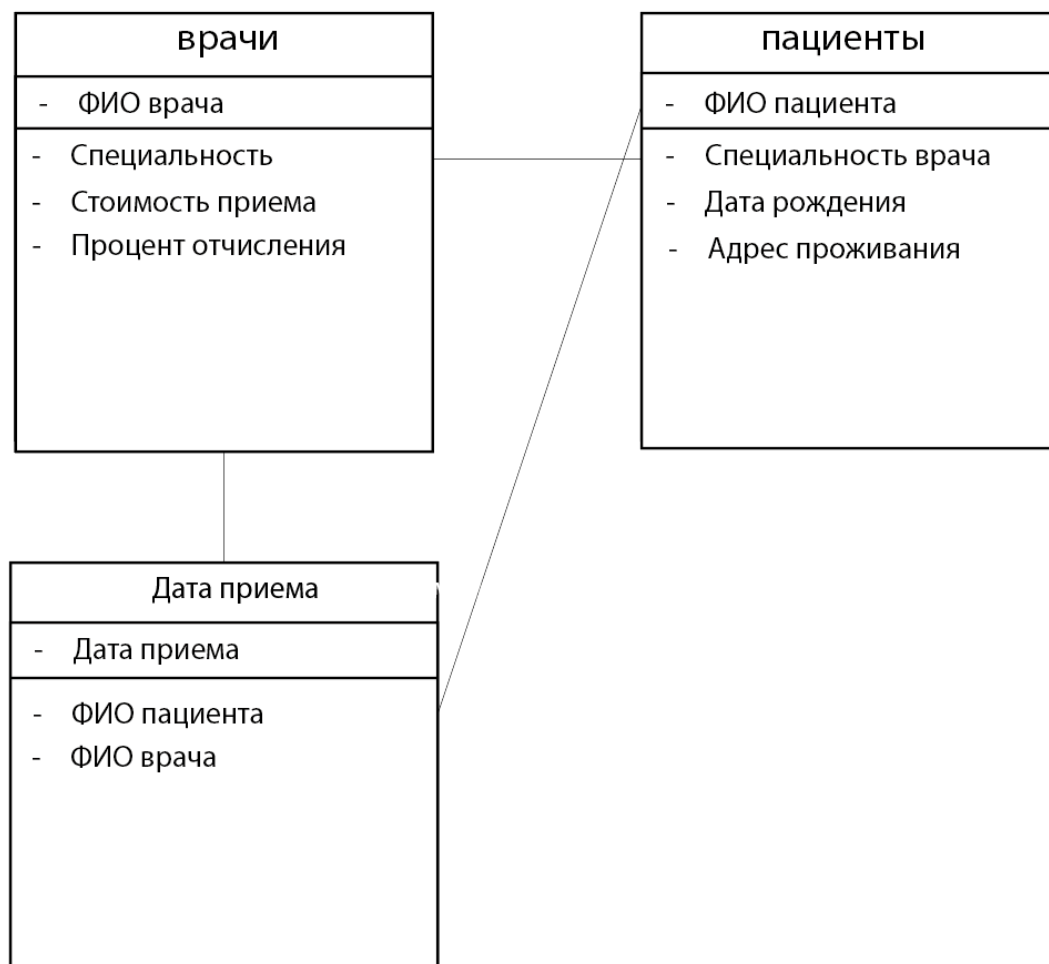 врачи
- ФИО врача
- Специальность
- Стоимость приема
- Процент отчисления
пациенты
- ФИО пациента
- Специальность врача
- Дата рождения
- Адрес проживания
Дата приема
- Дата приема
- ФИО пациента
- ФИО врача